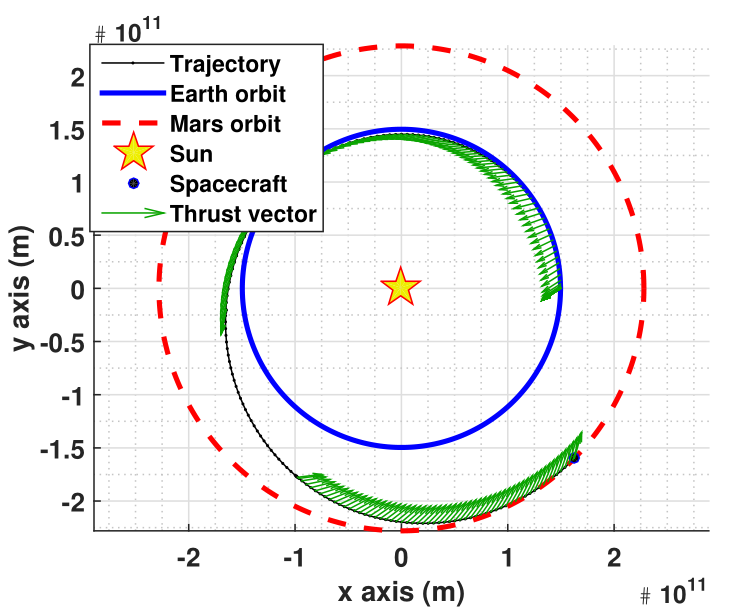 # 10^11
Trajectory
Earth orbit
Mars orbit
Sun
Spacecraft
Thrust vector
2
1.5
1
0.5
0
-0.5
-1
-1.5
-2
y axis (m)
-2 -1 0 1 2
x axis (m)
# 10^11